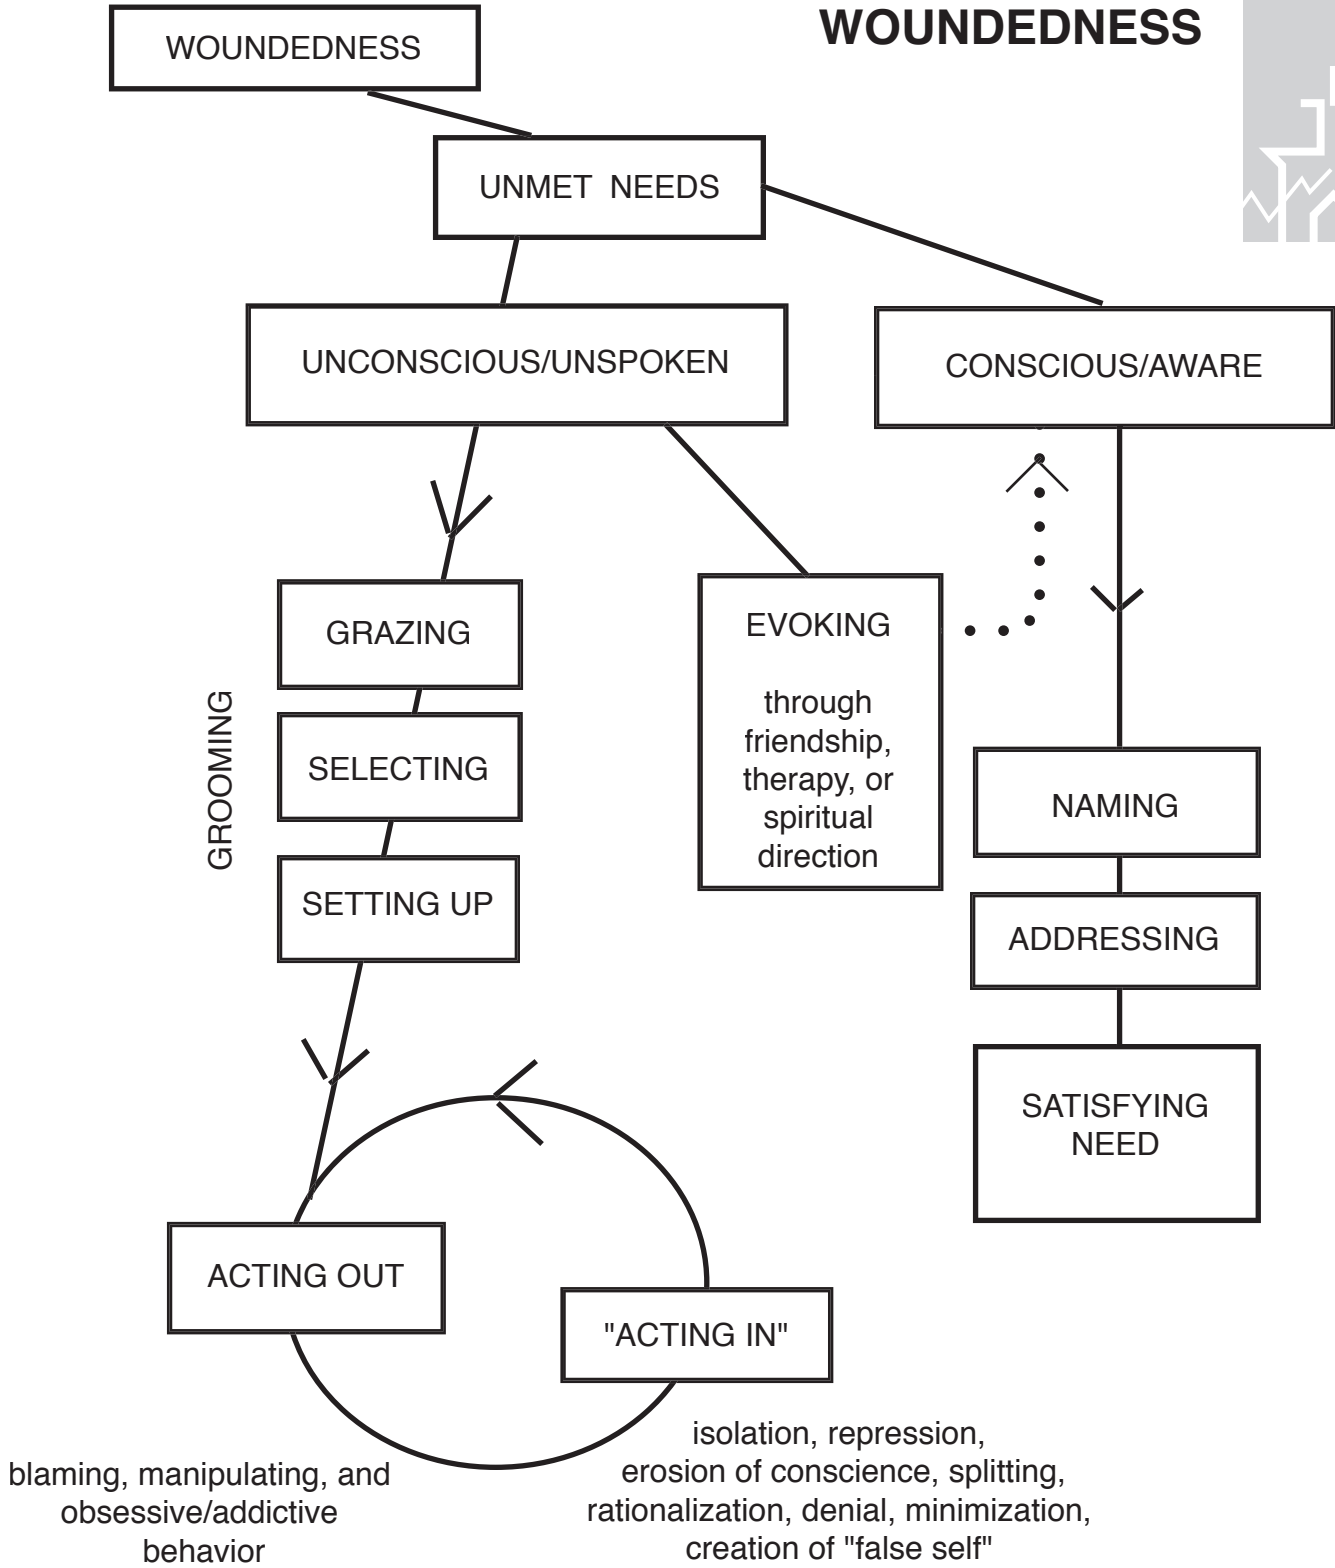 WOUNDEDNESS
WOUNDEDNESS
UNMET NEEDS
UNCONSCIOUS/UNSPOKEN
CONSCIOUS/AWARE
GRAZING
SELECTING
SETTING UP
GROOMING
EVOKING
through
friendship,
therapy, or
spiritual
direction
NAMING
ADDRESSING
SATISFYING
NEED
ACTING OUT
"ACTING IN"
blaming, manipulating, and
obsessive/addictive
behavior
isolation, repression,
erosion of conscience, splitting,
rationalization, denial, minimization,
creation of "false self"